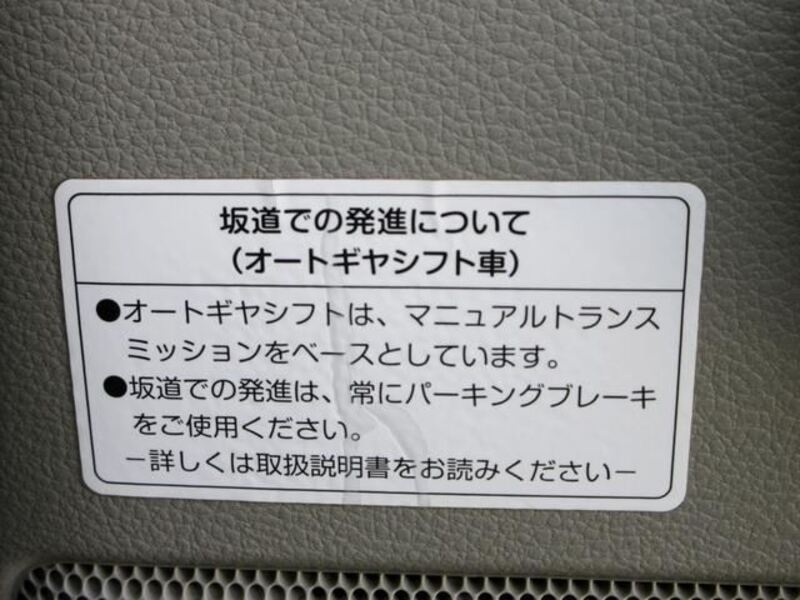 坂道での発進について
（オートギヤシフト車）
●オートギヤシフトは、マニュアルトランス
ミッションをベースとしています。
●坂道での発進は、常にパーキングブレーキ
をご使用ください。
－詳しくは取扱説明書をお読みください－